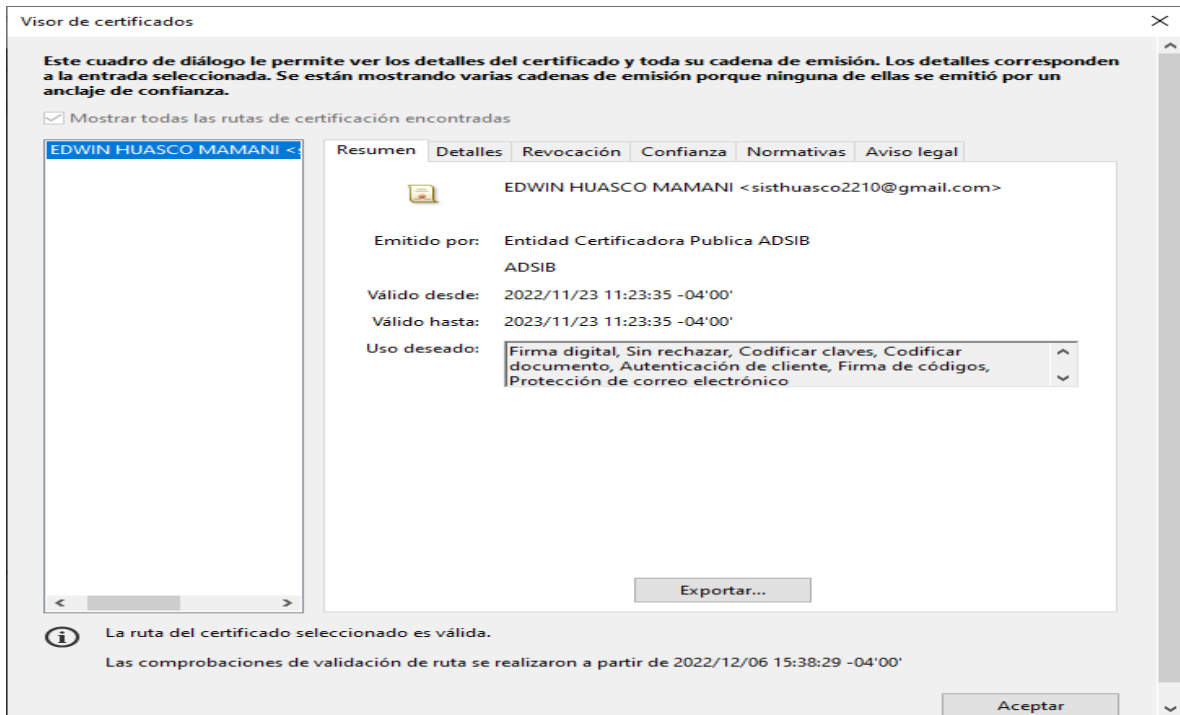 Visor de certificados
Este cuadro de diálogo le permite ver los detalles del certificado y toda su cadena de emisión. Los detalles corresponden
a la entrada seleccionada. Se están mostrando varias cadenas de emisión porque ninguna de ellas se emitió por un
anclaje de confianza.
Mostrar todas las rutas de certificación encontradas
EDWIN HUASCO MAMANI <s
Resumen Detalles Revocación Confianza Normativas Aviso legal
EDWIN HUASCO MAMANI <sisthuasco2210@gmail.com>
Emitido por: Entidad Certificadora Publica ADSIB
ADSIB
Válido desde: 2022/11/23 11:23:35 -04'00'
Válido hasta: 2023/11/23 11:23:35 -04'00'
Uso deseado: Firma digital, Sin rechazar, Codificar claves, Codificar
documento, Autenticación de cliente, Firma de códigos,
Protección de correo electrónico
Exportar...
La ruta del certificado seleccionado es válida.
Las comprobaciones de validación de ruta se realizaron a partir de 2022/12/06 15:38:29 -04'00'
Aceptar